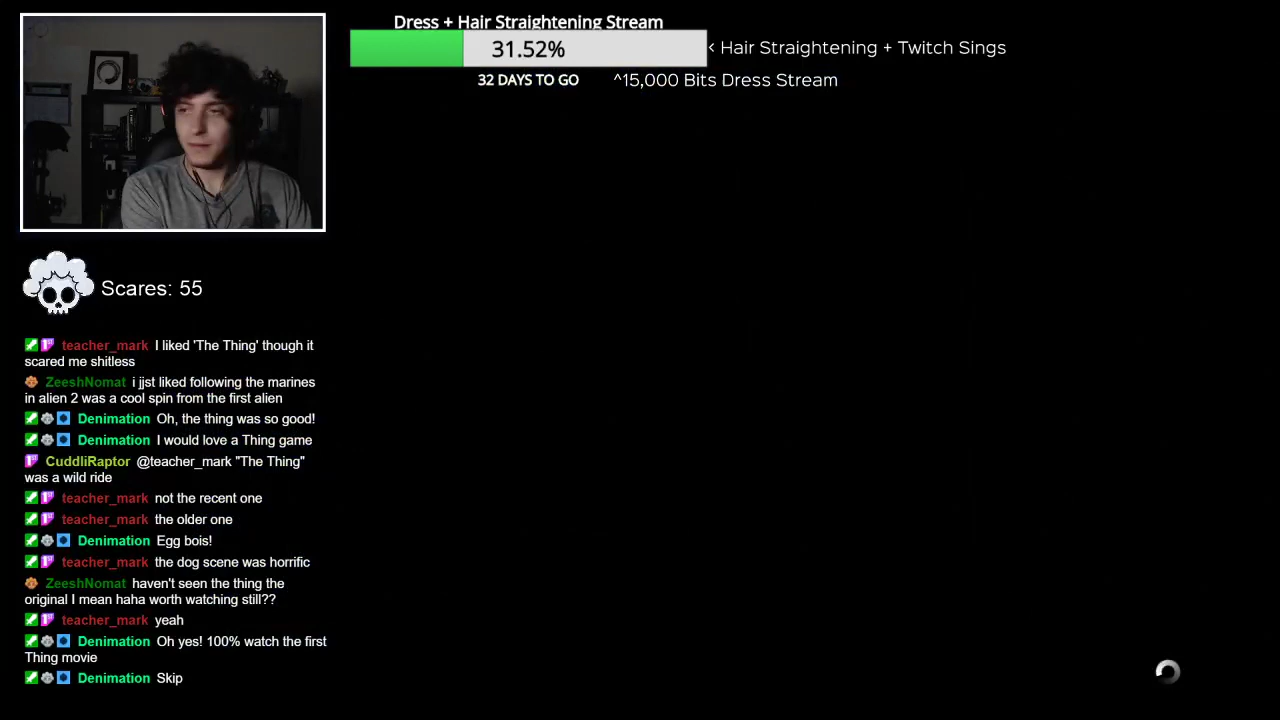 Dress + Hair Straightening Stream
31.52%
< Hair Straightening + Twitch Sings
32 DAYS TO GO
^15,000 Bits Dress Stream
Scares: 55
teacher_mark I liked 'The Thing' though it
scared me shitless
ZeeshNomat i jjst liked following the marines
in alien 2 was a cool spin from the first alien
Denimation Oh, the thing was so good!
Denimation I would love a Thing game
CuddliRaptor @teacher_mark "The Thing"
was a wild ride
teacher_mark not the recent one
teacher_mark the older one
Denimation Egg bois!
teacher_mark the dog scene was horrific
ZeeshNomat haven't seen the thing the
original I mean haha worth watching still??
teacher_mark yeah
Denimation Oh yes! 100% watch the first
Thing movie
Denimation Skip